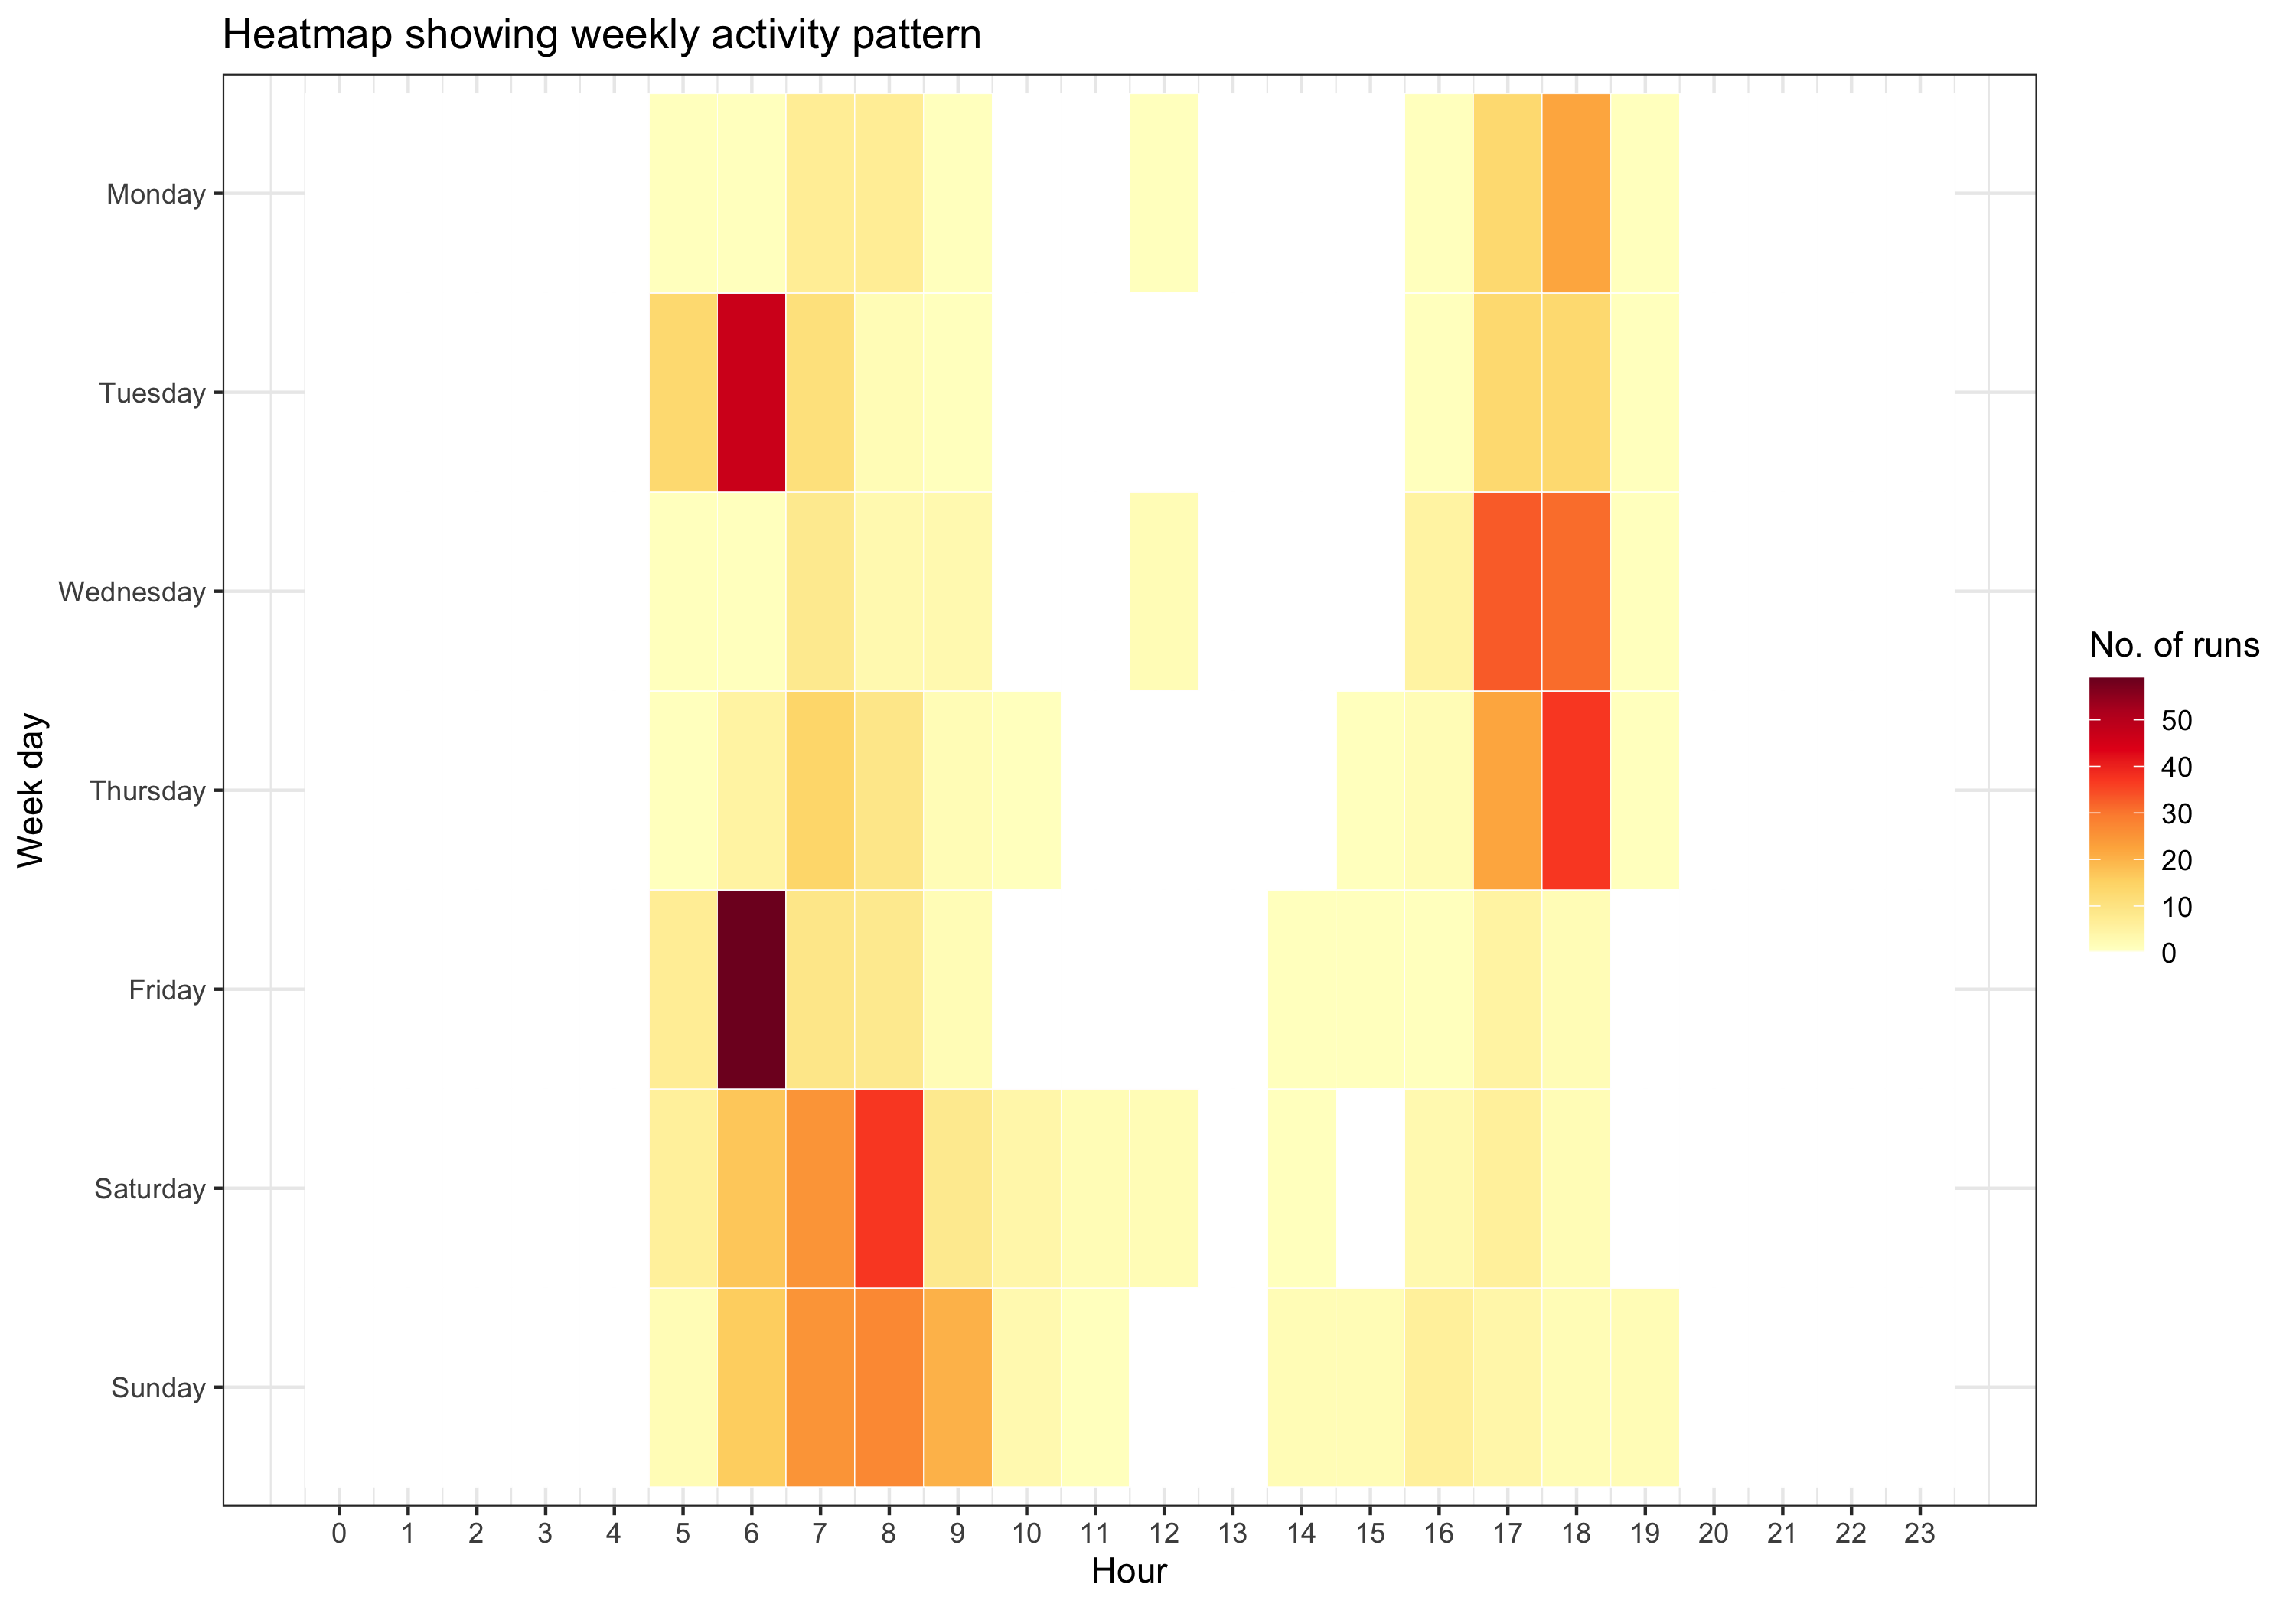 Heatmap showing weekly activity pattern
Monday
Tuesday
Wednesday
Thursday
Friday
Saturday
Sunday
Week day
0 1 2 3 4 5 6 7 8 9 10 11 12 13 14 15 16 17 18 19 20 21 22 23
Hour
No. of runs
50
40
30
20
10
0